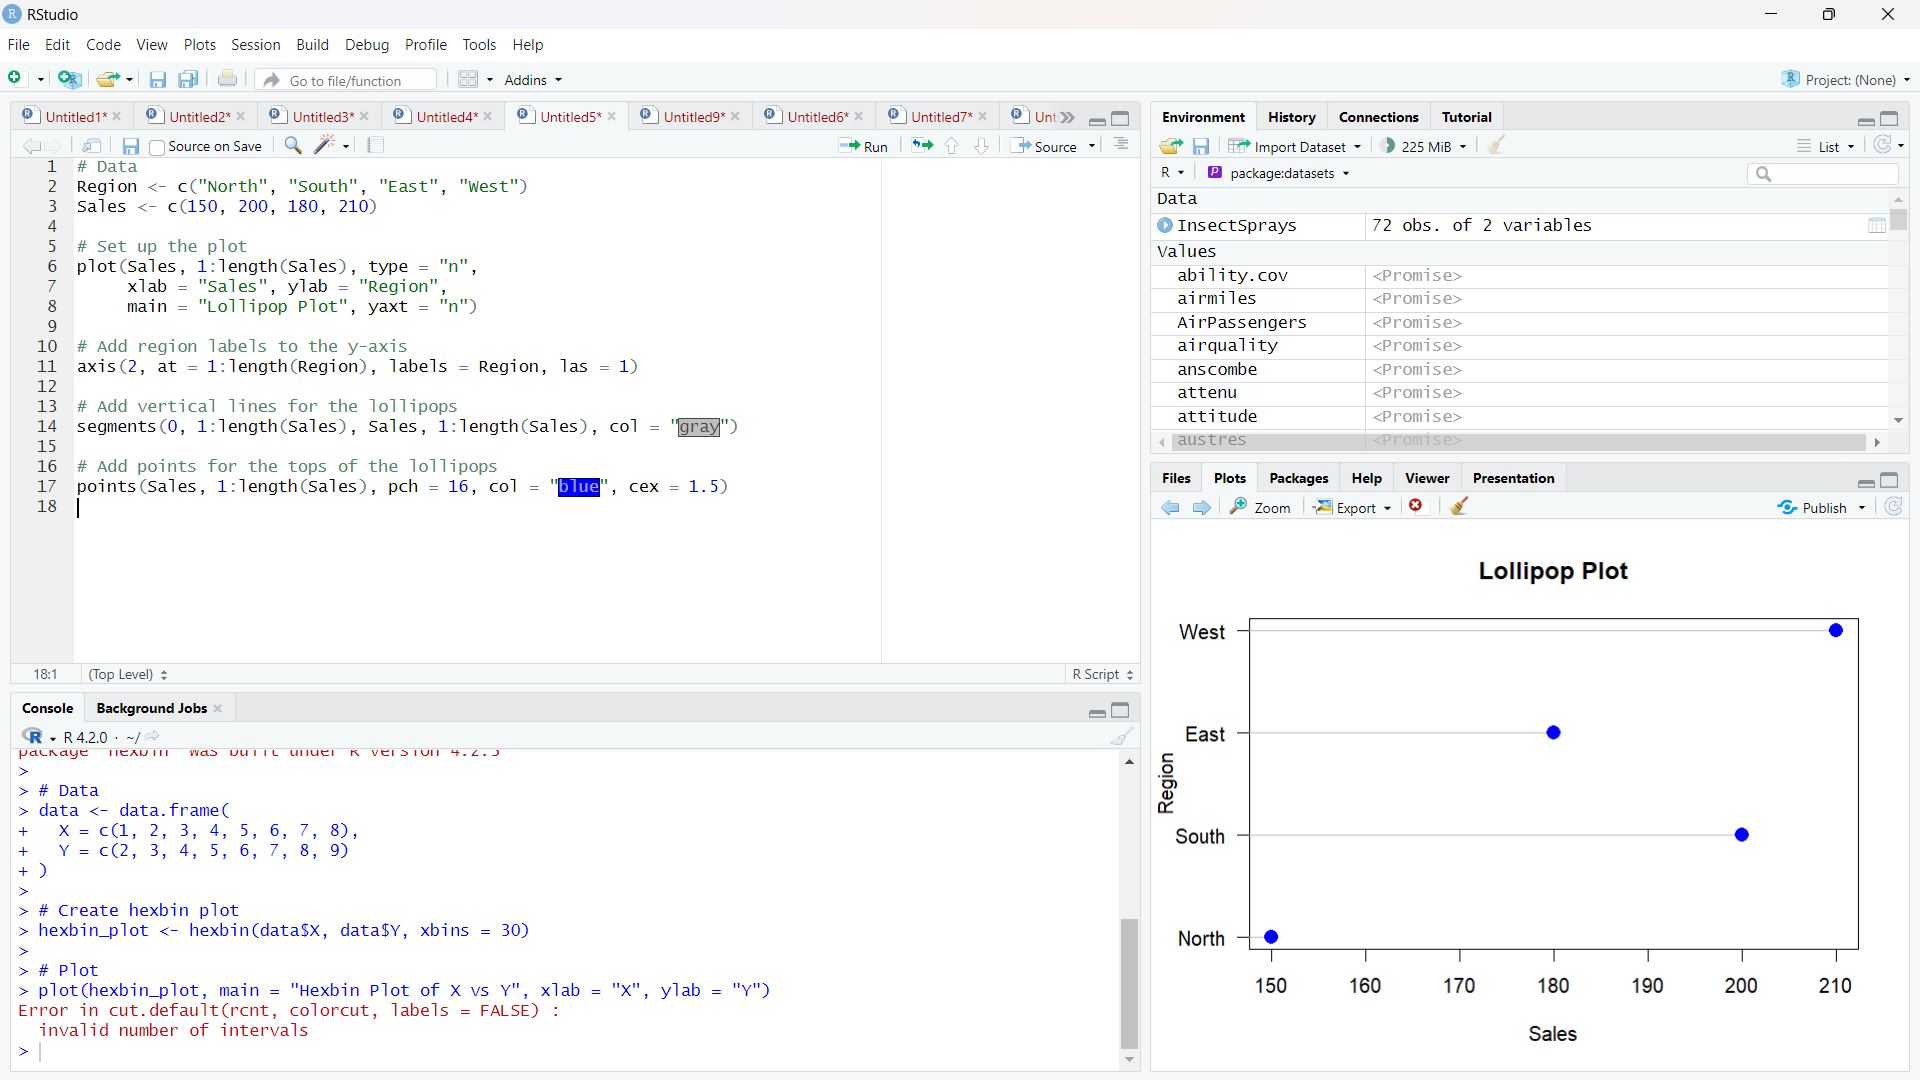 RStudio
File Edit Code View Plots Session Build Debug Profile Tools Help
Go to file/function Addins Project: (None)
Untitled1* Untitled2* Untitled3* Untitled4* Untitled5* Untitled9* Untitled6* Untitled7* Unt
Source on Save Run Source
1 # Data
2 Region <- c("North", "South", "East", "West")
3 Sales <- c(150, 200, 180, 210)
4
5 # Set up the plot
6 plot(Sales, 1:length(Sales), type = "n",
7 xlab = "Sales", ylab = "Region",
8 main = "Lollipop Plot", yaxt = "n")
9
10 # Add region labels to the y-axis
11 axis(2, at = 1:length(Region), labels = Region, las = 1)
12
13 # Add vertical lines for the lollipops
14 segments(0, 1:length(Sales), Sales, 1:length(Sales), col = "gray")
15
16 # Add points for the tops of the lollipops
17 points(Sales, 1:length(Sales), pch = 16, col = "blue", cex = 1.5)
18
18:1 (Top Level) R Script
Console Background Jobs
R 4.2.0 · ~/
package 'hexbin' was built under R version 4.2.3
>
> # Data
> data <- data.frame(
+ X = c(1, 2, 3, 4, 5, 6, 7, 8),
+ Y = c(2, 3, 4, 5, 6, 7, 8, 9)
+ )
>
> # Create hexbin plot
> hexbin_plot <- hexbin(data$X, data$Y, xbins = 30)
>
> # Plot
> plot(hexbin_plot, main = "Hexbin Plot of X vs Y", xlab = "X", ylab = "Y")
Error in cut.default(rcnt, colorcut, labels = FALSE) :
invalid number of intervals
>
Environment History Connections Tutorial
Import Dataset 225 MiB List
R package:datasets
Data
InsectSprays 72 obs. of 2 variables
Values
ability.cov <Promise>
airmiles <Promise>
AirPassengers <Promise>
airquality <Promise>
anscombe <Promise>
attenu <Promise>
attitude <Promise>
austres <Promise>
Files Plots Packages Help Viewer Presentation
Zoom Export Publish
Lollipop Plot
West
East
Region
South
North
150 160 170 180 190 200 210
Sales